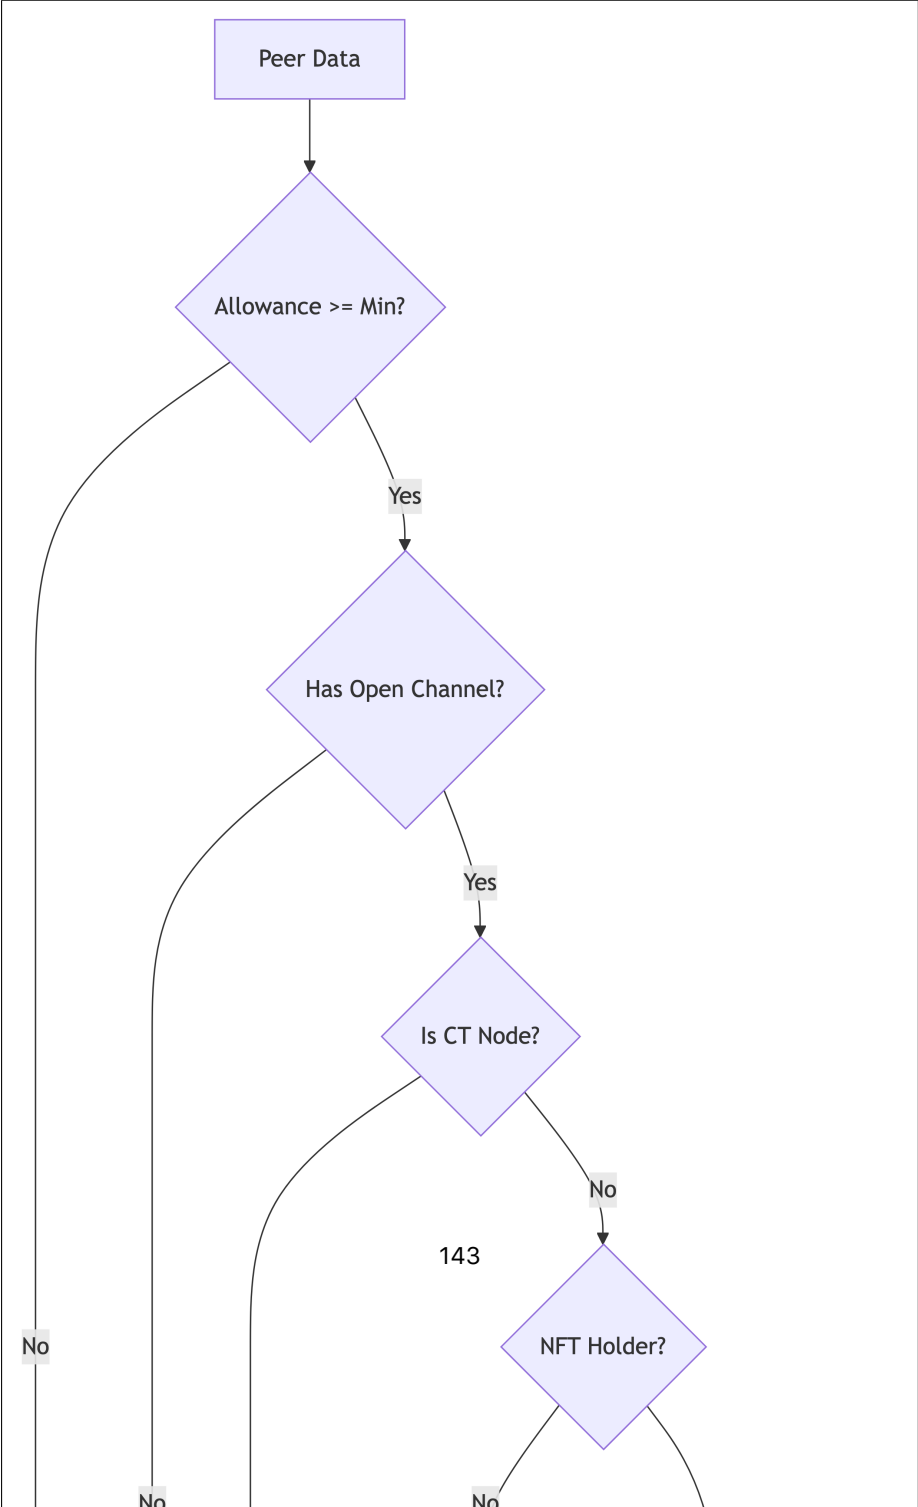 Peer Data
Allowance >= Min?
Yes
Has Open Channel?
Yes
Is CT Node?
No
143
No
NFT Holder?
No
No